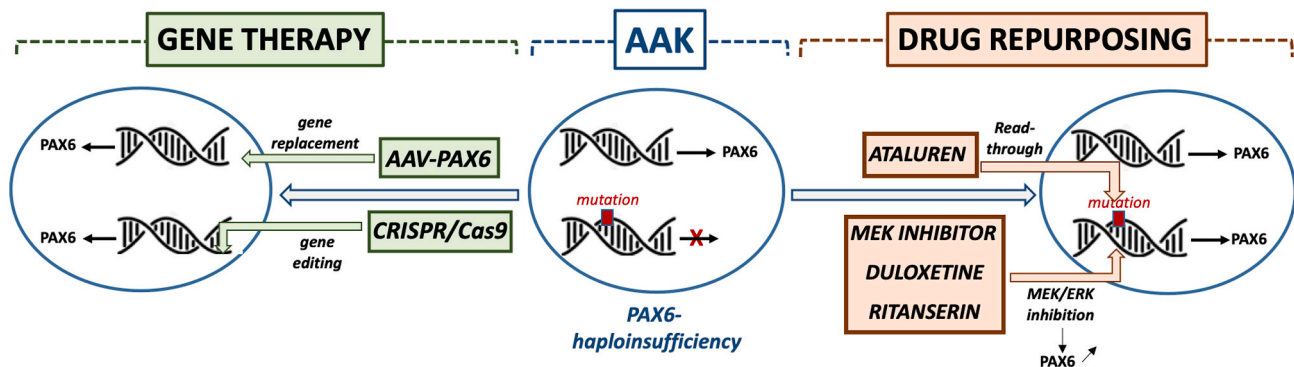 GENE THERAPY
AAK
DRUG REPURPOSING
gene
replacement
PAX6
AAV-PAX6
PAX6
CRISPR/Cas9
gene
editing
PAX6
mutation
X
PAX6-
haploinsufficiency
ATALUREN
Read-
through
PAX6
mutation
PAX6
MEK INHIBITOR
DULOXETINE
RITANSERIN
MEK/ERK
inhibition
PAX6